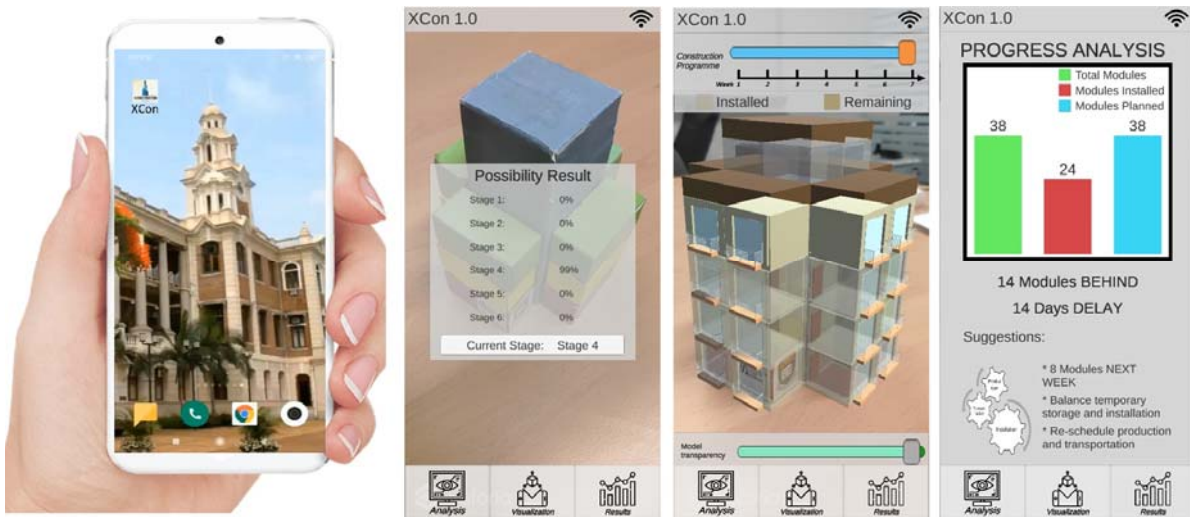 XCon
XCon 1.0
Possibility Result
Stage 1: 0%
Stage 2: 0%
Stage 3: 0%
Stage 4: 99%
Stage 5: 0%
Stage 6: 0%
Current Stage: Stage 4
Analysis
Visualization
Results
XCon 1.0
Construction
Programme
Week 1 2 3 4 5 6 7
Installed Remaining
Model
transparency
Analysis
Visualization
Results
XCon 1.0
PROGRESS ANALYSIS
Total Modules
Modules Installed
Modules Planned
38
24
38
14 Modules BEHIND
14 Days DELAY
Suggestions:
* 8 Modules NEXT
WEEK
* Balance temporary
storage and installation
* Re-schedule production
and transportation
Analysis
Visualization
Results